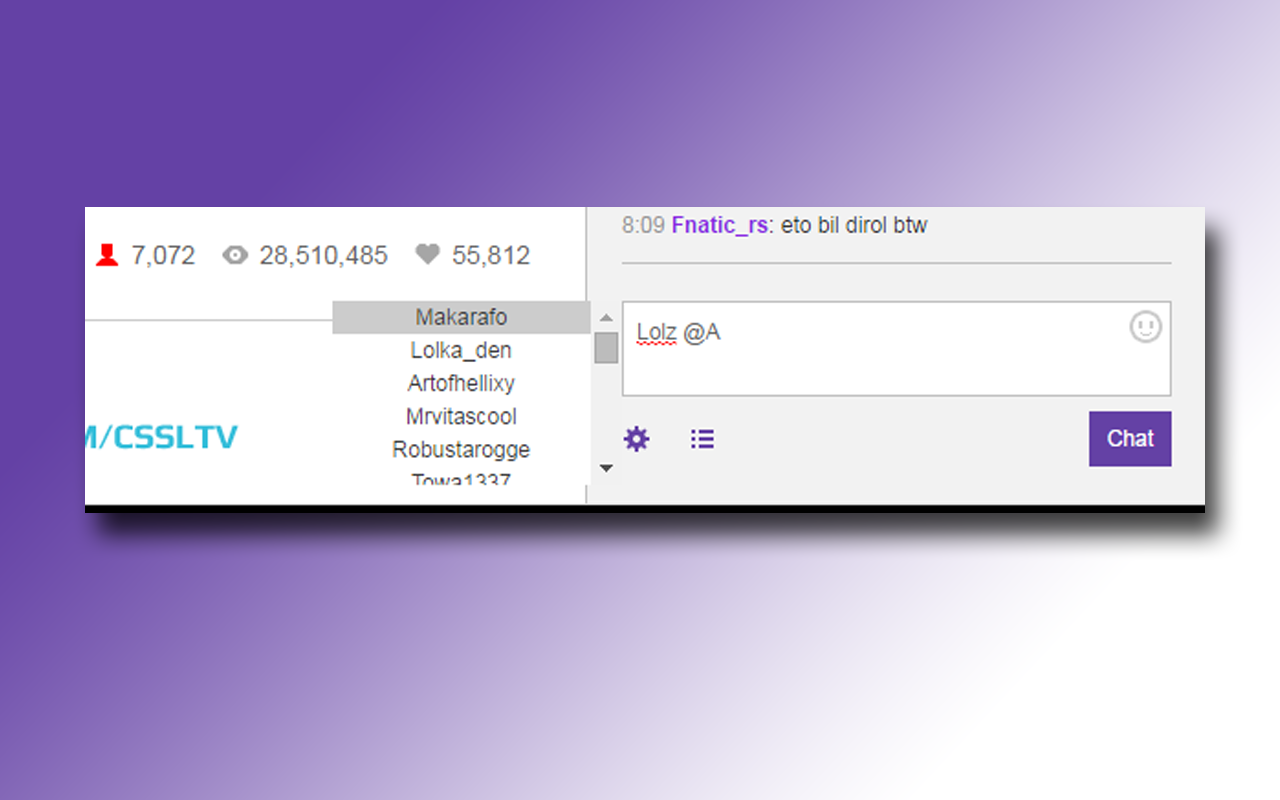 7,072 28,510,485 55,812
Makarafo
Lolka_den
Artofhellixy
Mrvitascool
Robustarogge
Towa1337
M/CSSLTV
8:09 Fnatic_rs: eto bil dirol btw
Lolz @A
Chat